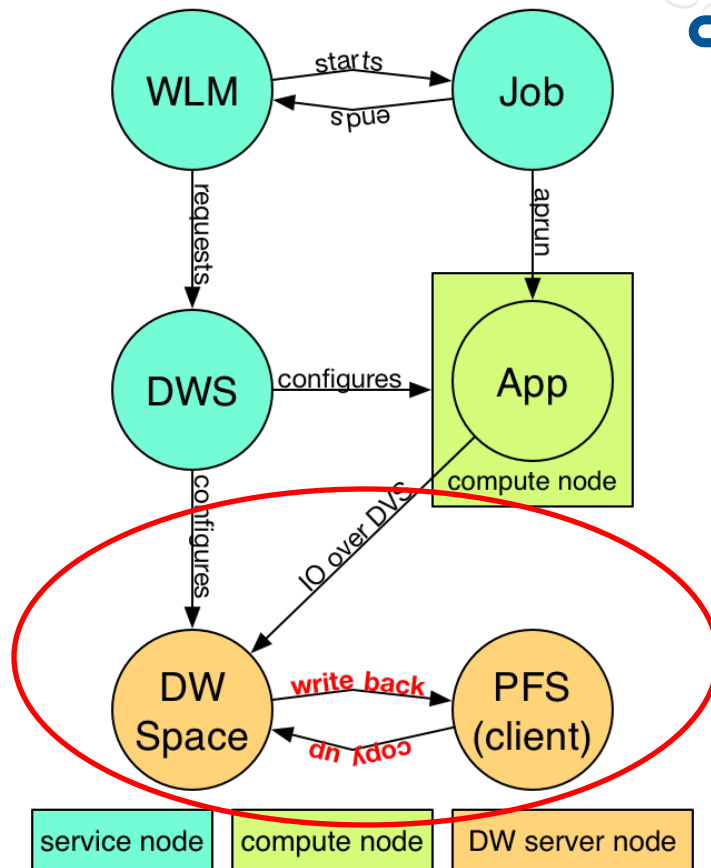 starts
WLM
Job
ends
requests
aprun
DWS
configures
App
compute node
configures
IO over DVS
DW
Space
write back
PFS
(client)
copy up
service node
compute node
DW server node